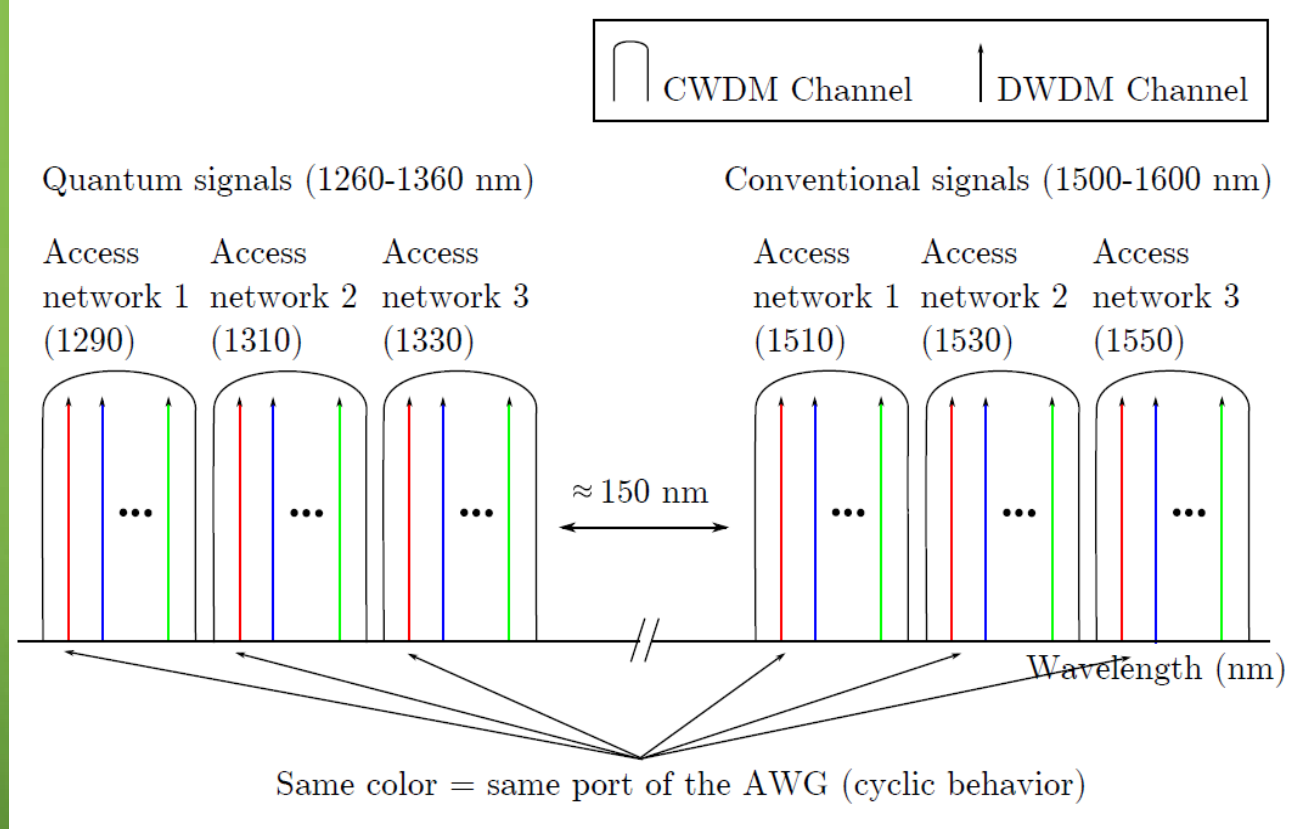 CWDM Channel
DWDM Channel
Quantum signals (1260-1360 nm)
Conventional signals (1500-1600 nm)
Access
network 1
(1290)
Access
network 2
(1310)
Access
network 3
(1330)
Access
network 1
(1510)
Access
network 2
(1530)
Access
network 3
(1550)
•••
•••
•••
≈ 150 nm
•••
•••
•••
Wavelength (nm)
Same color = same port of the AWG (cyclic behavior)